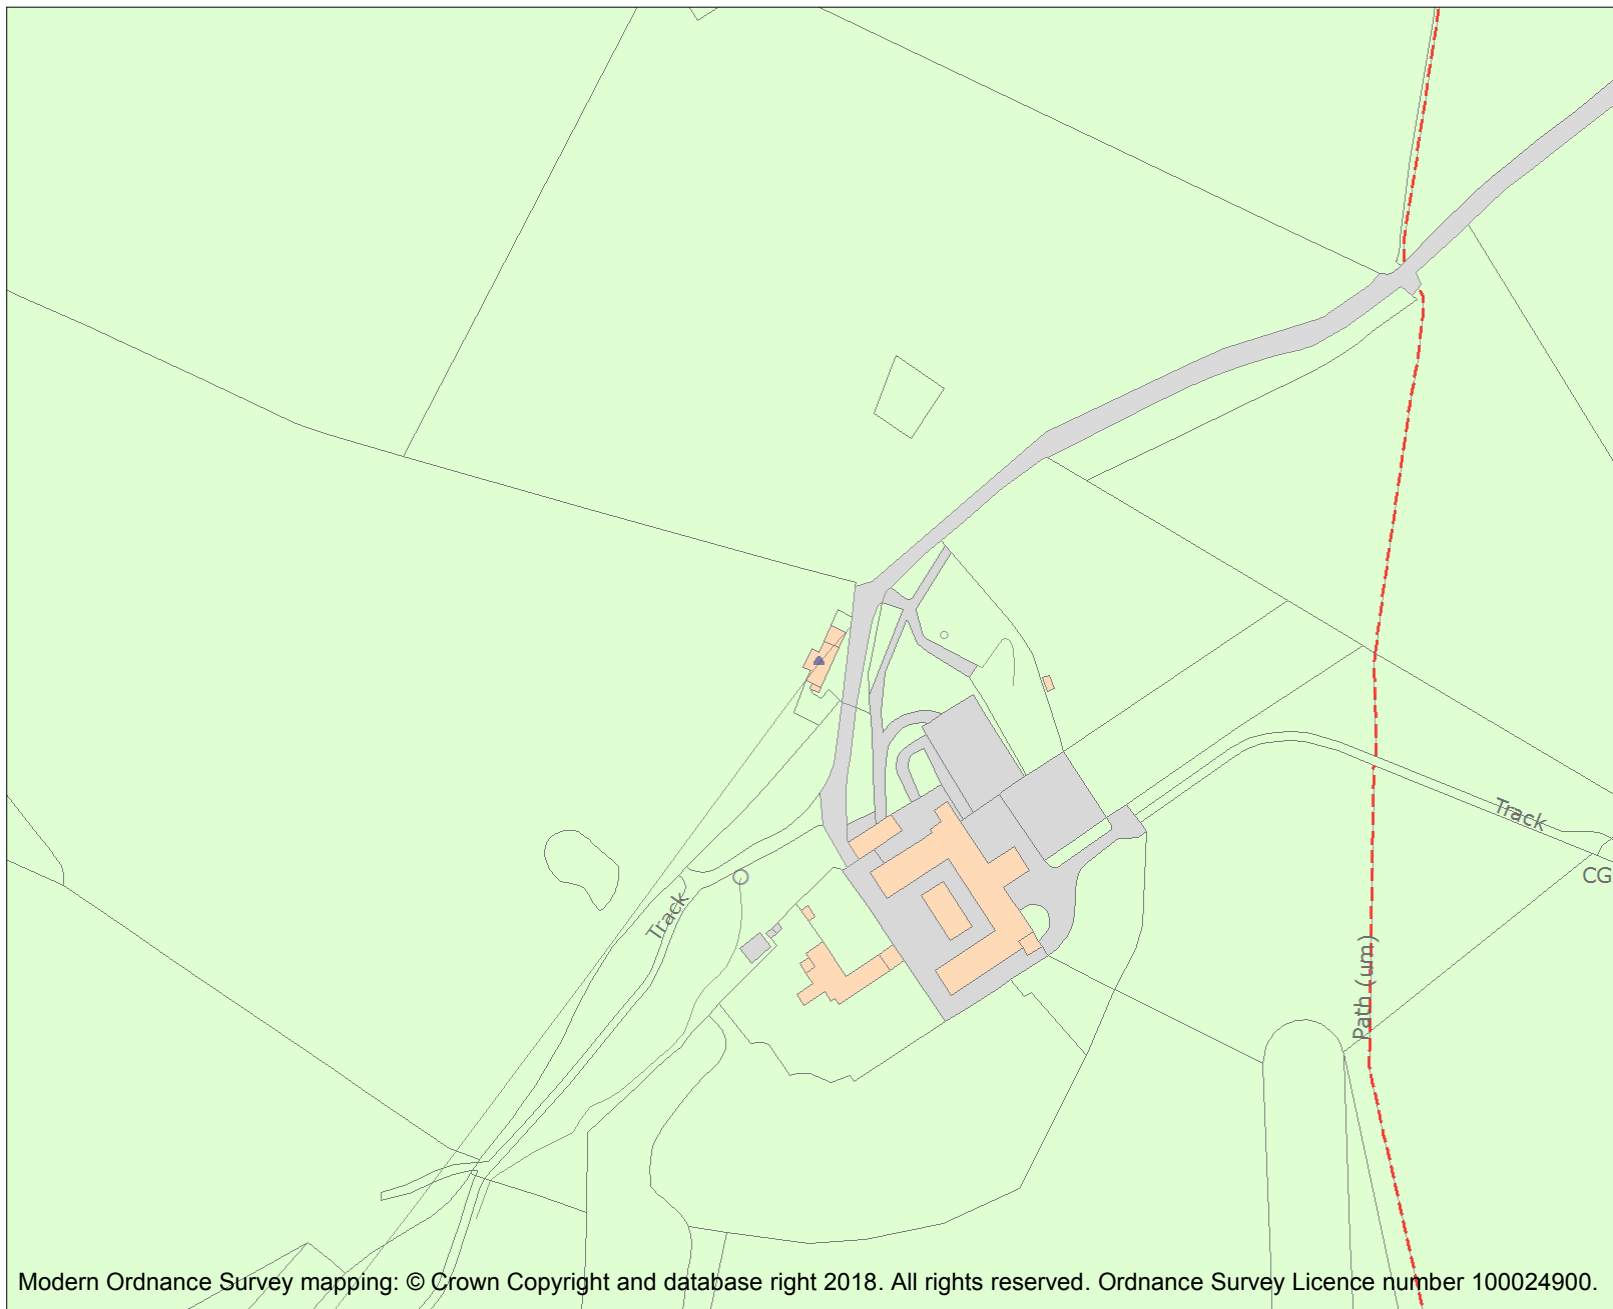 Track
CG
Track
Path (um)
Modern Ordnance Survey mapping: © Crown Copyright and database right 2018. All rights reserved. Ordnance Survey Licence number 100024900.